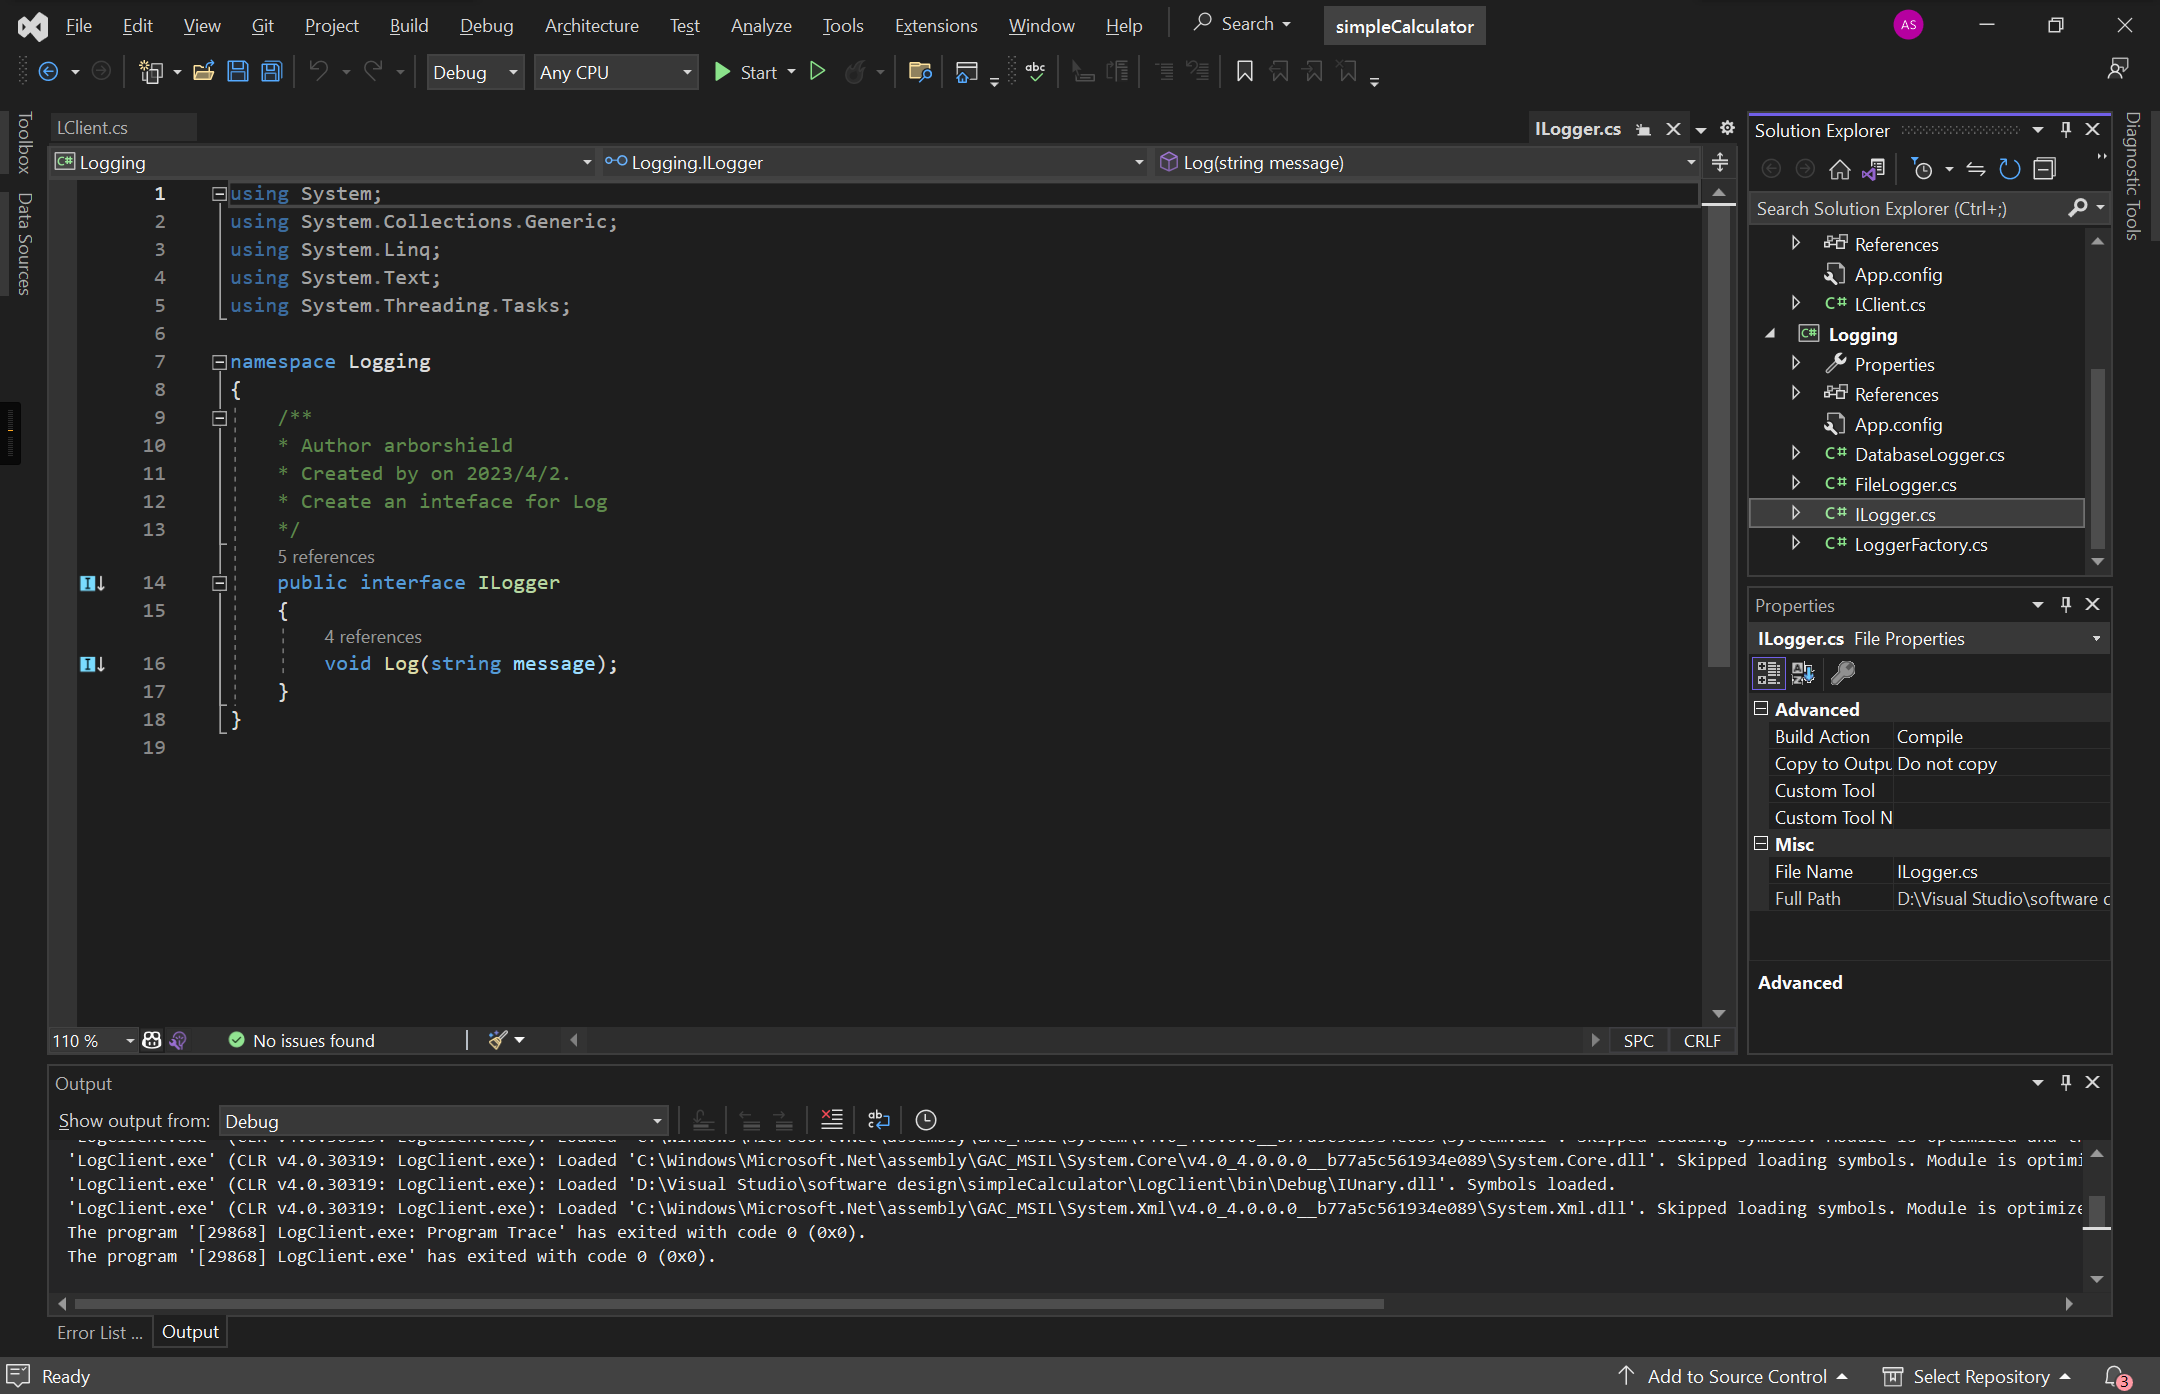 File Edit View Git Project Build Debug Architecture Test Analyze Tools Extensions Window Help Search simpleCalculator AS
Debug Any CPU Start
Toolbox
Data Sources
LClient.cs
ILogger.cs
Logging Logging.ILogger Log(string message)
1 using System;
2 using System.Collections.Generic;
3 using System.Linq;
4 using System.Text;
5 using System.Threading.Tasks;
6
7 namespace Logging
8 {
9 /**
10 * Author arborshield
11 * Created by on 2023/4/2.
12 * Create an inteface for Log
13 */
5 references
14 public interface ILogger
15 {
4 references
16 void Log(string message);
17 }
18 }
19
110 % No issues found SPC CRLF
Solution Explorer
Search Solution Explorer (Ctrl+;)
References
App.config
C# LClient.cs
C# Logging
Properties
References
App.config
C# DatabaseLogger.cs
C# FileLogger.cs
C# ILogger.cs
C# LoggerFactory.cs
Diagnostic Tools
Properties
ILogger.cs File Properties
Advanced
Build Action Compile
Copy to Outpu Do not copy
Custom Tool
Custom Tool N
Misc
File Name ILogger.cs
Full Path D:\Visual Studio\software c
Advanced
Output
Show output from: Debug
'LogClient.exe' (CLR v4.0.30319: LogClient.exe): Loaded 'C:\Windows\Microsoft.Net\assembly\GAC_MSIL\System.Core\v4.0_4.0.0.0__b77a5c561934e089\System.Core.dll'. Skipped loading symbols. Module is optimi
'LogClient.exe' (CLR v4.0.30319: LogClient.exe): Loaded 'D:\Visual Studio\software design\simpleCalculator\LogClient\bin\Debug\IUnary.dll'. Symbols loaded.
'LogClient.exe' (CLR v4.0.30319: LogClient.exe): Loaded 'C:\Windows\Microsoft.Net\assembly\GAC_MSIL\System.Xml\v4.0_4.0.0.0__b77a5c561934e089\System.Xml.dll'. Skipped loading symbols. Module is optimize
The program '[29868] LogClient.exe: Program Trace' has exited with code 0 (0x0).
The program '[29868] LogClient.exe' has exited with code 0 (0x0).
Error List ... Output
Ready Add to Source Control Select Repository 3